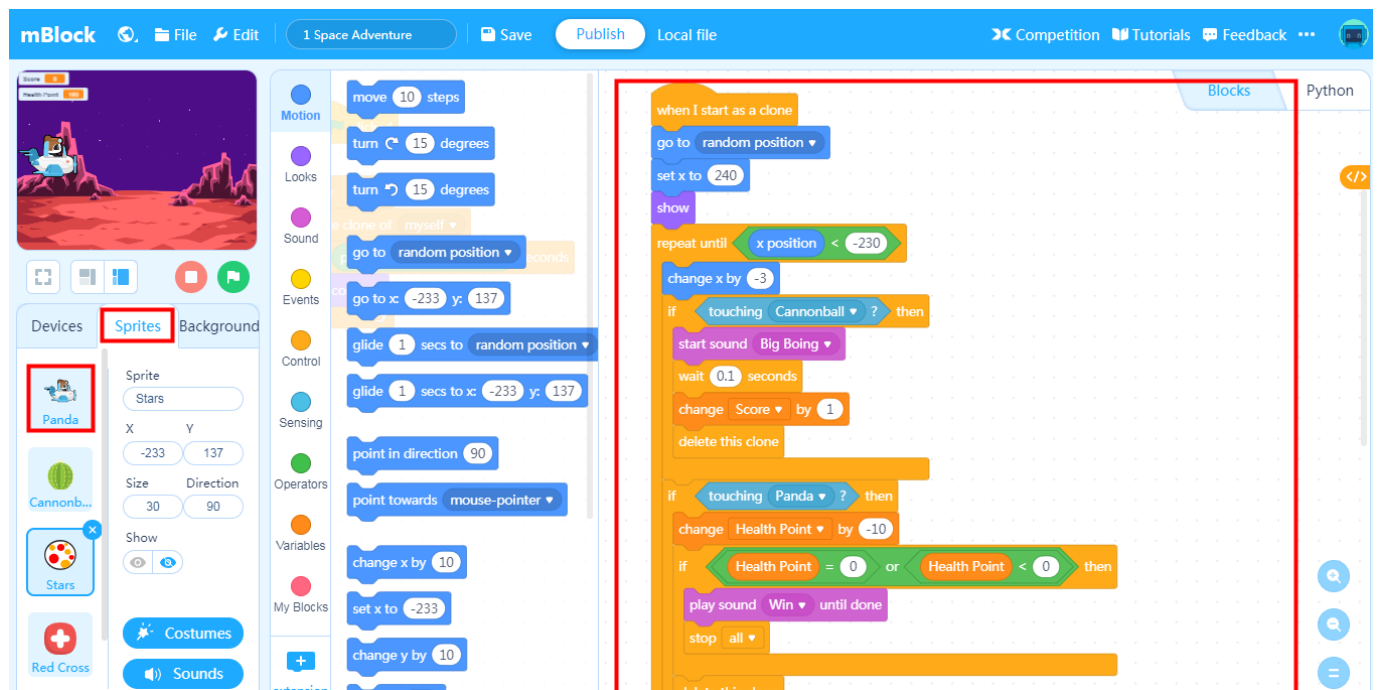 mBlock File Edit 1 Space Adventure Save Publish Local file Competition Tutorials Feedback
Score
Health Point
Devices Sprites Background
Panda
Cannonb...
Stars
Red Cross
Sprite
Stars
X Y
-233 137
Size Direction
30 90
Show
Costumes
Sounds
Motion
Looks
Sound
Events
Control
Sensing
Operators
Variables
My Blocks
+
extension
move 10 steps
turn 15 degrees
turn 15 degrees
clone of myself
go to random position
onds
go to x: -233 y: 137
glide 1 secs to random position
glide 1 secs to x: -233 y: 137
point in direction 90
point towards mouse-pointer
change x by 10
set x to -233
change y by 10
Blocks Python
</>
when I start as a clone
go to random position
set x to 240
show
repeat until x position < -230
change x by -3
if touching Cannonball ? then
start sound Big Boing
wait 0.1 seconds
change Score by 1
delete this clone
if touching Panda ? then
change Health Point by -10
if Health Point = 0 or Health Point < 0 then
play sound Win until done
stop all
delete this clone